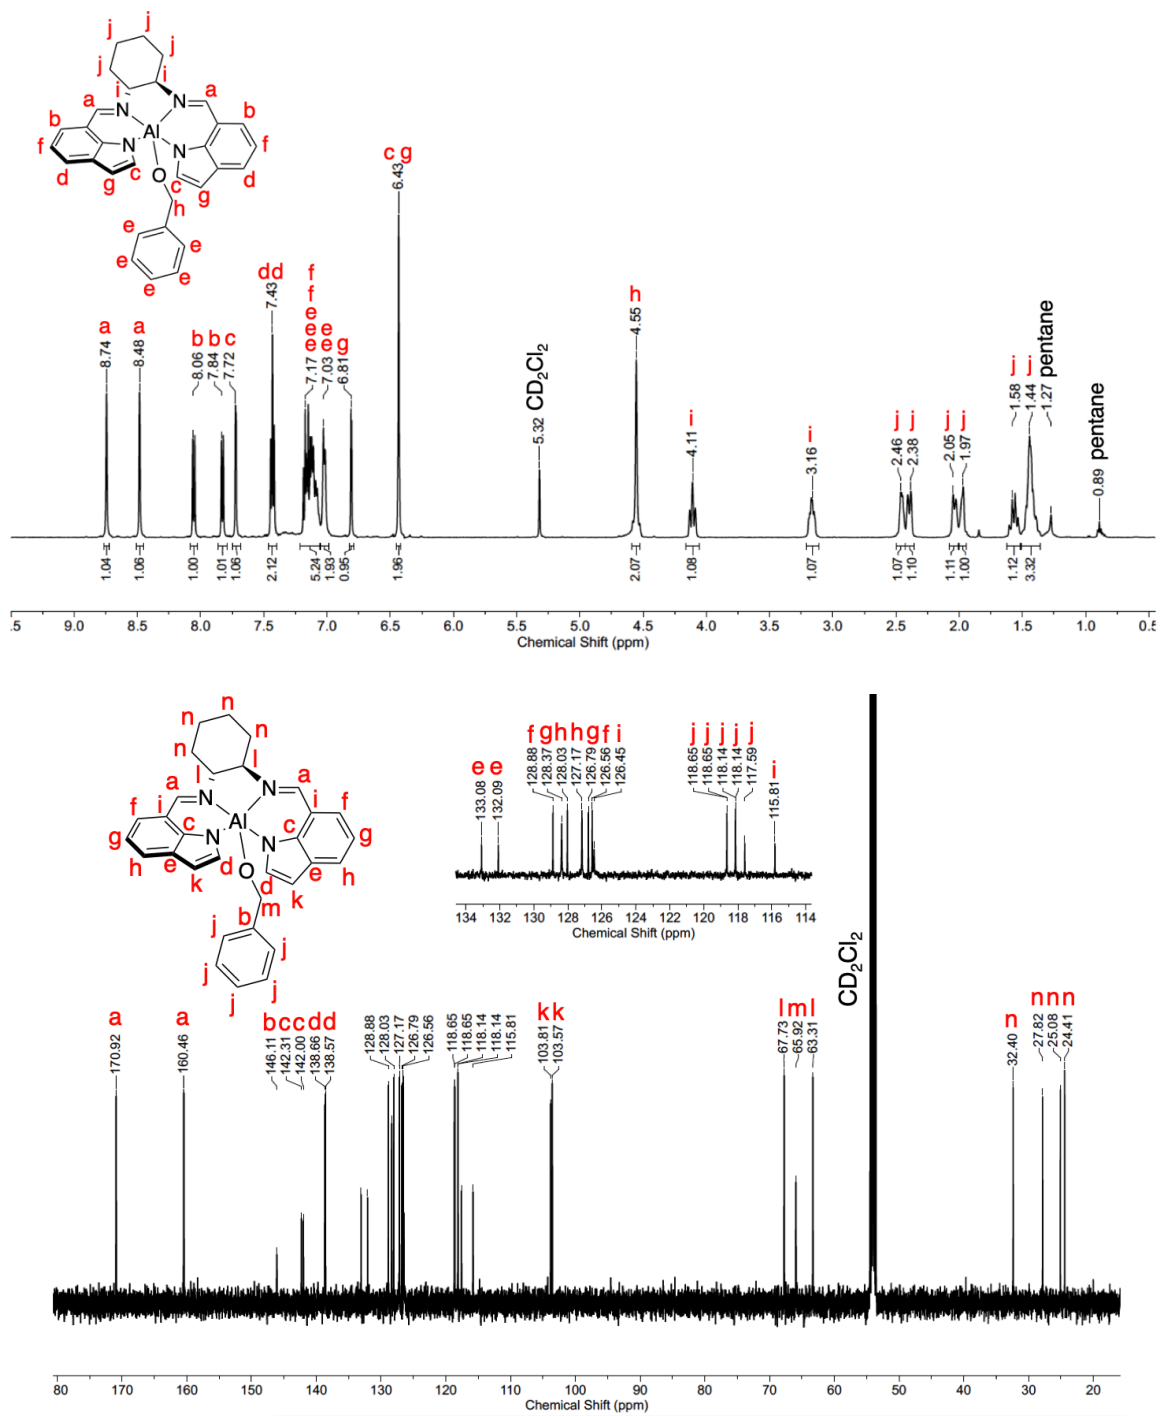 j j
j j
j i i
a N N a
b Al b
f N N f
d c O c d
g h g
e e
e e
e
a 8.74
a 8.48
b 8.06
b 7.84
c 7.72
dd 7.43
f f e e e 7.17
e e 7.03
g 6.81
c g 6.43
5.32 CD2Cl2
h 4.55
i 4.11
i 3.16
j 2.46
j 2.38
j 2.05
j 1.97
j 1.58
j 1.44
1.27 pentane
0.89 pentane
1.04 1.06 1.00 1.01 1.06 2.12 5.24 1.93 0.95 1.96 2.07 1.08 1.07 1.07 1.10 1.11 1.00 1.12 3.32
.5 9.0 8.5 8.0 7.5 7.0 6.5 6.0 5.5 5.0 4.5 4.0 3.5 3.0 2.5 2.0 1.5 1.0 0.5
Chemical Shift (ppm)
n n
n n
l l
a N N a
f i i f
g c Al c g
h e N N e h
k d O d k
b m
j j
j j
j
e e f g h h g f i j j j j j i
133.08 132.09 128.88 128.37 128.03 127.17 126.79 126.56 126.45 118.65 118.65 118.14 118.14 117.59 115.81
134 132 130 128 126 124 122 120 118 116 114
Chemical Shift (ppm)
CD2Cl2
a a b c c d d k k l m l n n n n
170.92 160.46 146.11 142.31 142.00 138.66 138.57 128.88 128.03 127.17 126.79 126.56 118.65 118.65 118.14 118.14 115.81 103.81 103.57 67.73 65.92 63.31 32.40 27.82 25.08 24.41
80 170 160 150 140 130 120 110 100 90 80 70 60 50 40 30 20
Chemical Shift (ppm)